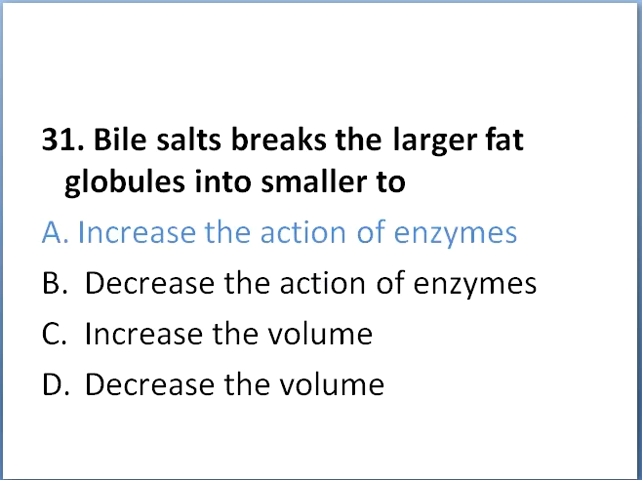 31. Bile salts breaks the larger fat
globules into smaller to
A. Increase the action of enzymes
B. Decrease the action of enzymes
C. Increase the volume
D. Decrease the volume